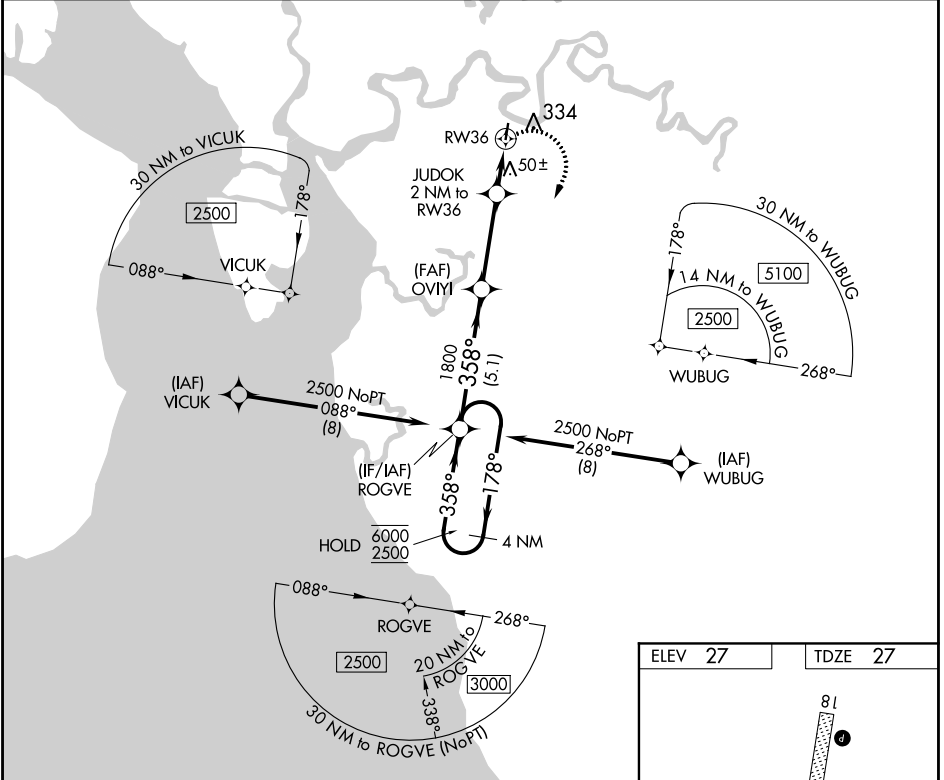 334
RW36
50±
JUDOK
2 NM to
RW36
30 NM to VICUK
2500
178°
088°
VICUK
30 NM to WUBUG
178°
5100
14 NM to WUBUG
2500
268°
WUBUG
(FAF)
OVIYI
1800
358°
(5.1)
(IAF)
VICUK
2500 NoPT
088°
(8)
2500 NoPT
268°
(8)
(IAF)
WUBUG
(IF/IAF)
ROGVE
358°
178°
HOLD
6000
2500
4 NM
088°
268°
ROGVE
20 NM to
ROGVE
2500
3000
338°
30 NM to ROGVE (NoPT)
ELEV 27
TDZE 27
18
P